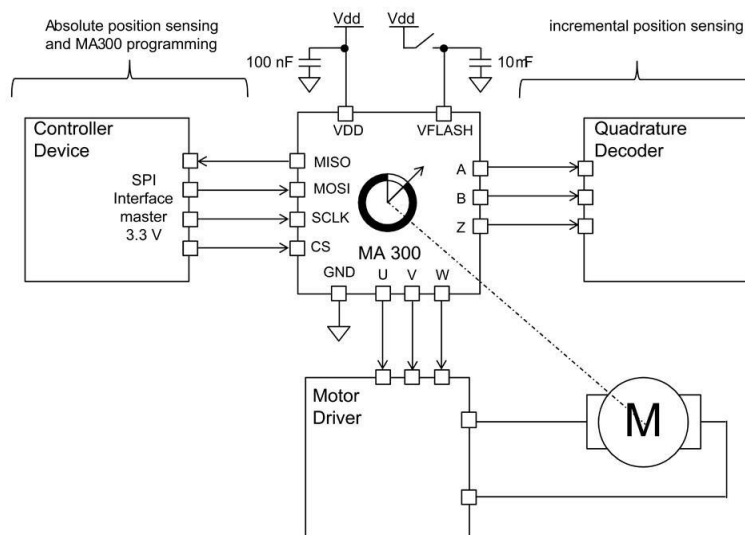 Absolute position sensing
and MA300 programming
Vdd
Vdd
incremental position sensing
100 nF
10mF
Controller
Device
VDD
VFLASH
Quadrature
Decoder
SPI
Interface
master
3.3 V
MISO
MOSI
SCLK
CS
A
B
Z
MA 300
GND
U
V
W
Motor
Driver
M